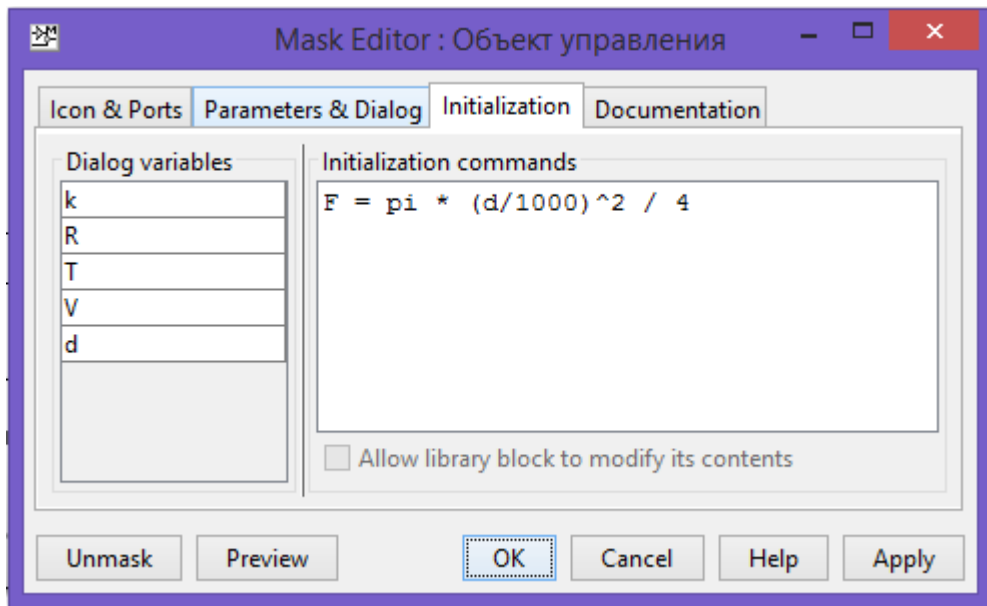 Mask Editor : Объект управления
Icon & Ports Parameters & Dialog Initialization Documentation
Dialog variables
k
R
T
V
d
Initialization commands
F = pi * (d/1000)^2 / 4
Allow library block to modify its contents
Unmask Preview OK Cancel Help Apply